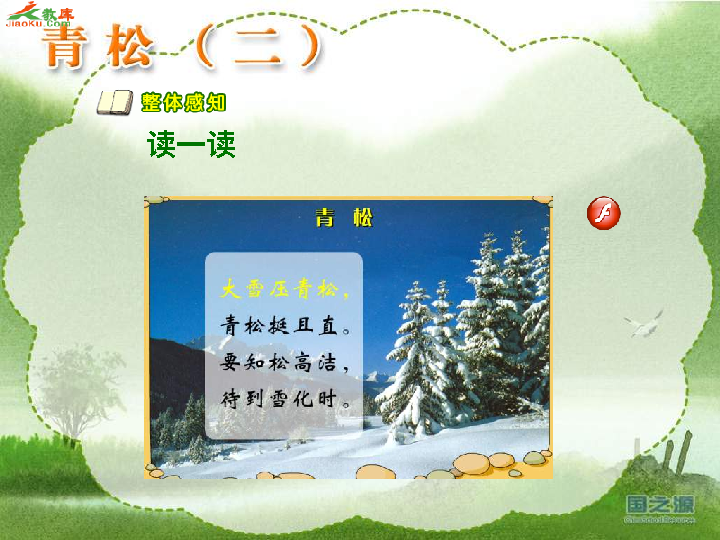 教库
JiaoKu.Com
青松（二）
整体感知
读一读
青 松
大雪压青松，
青松挺且直。
要知松高洁，
待到雪化时。
国之源